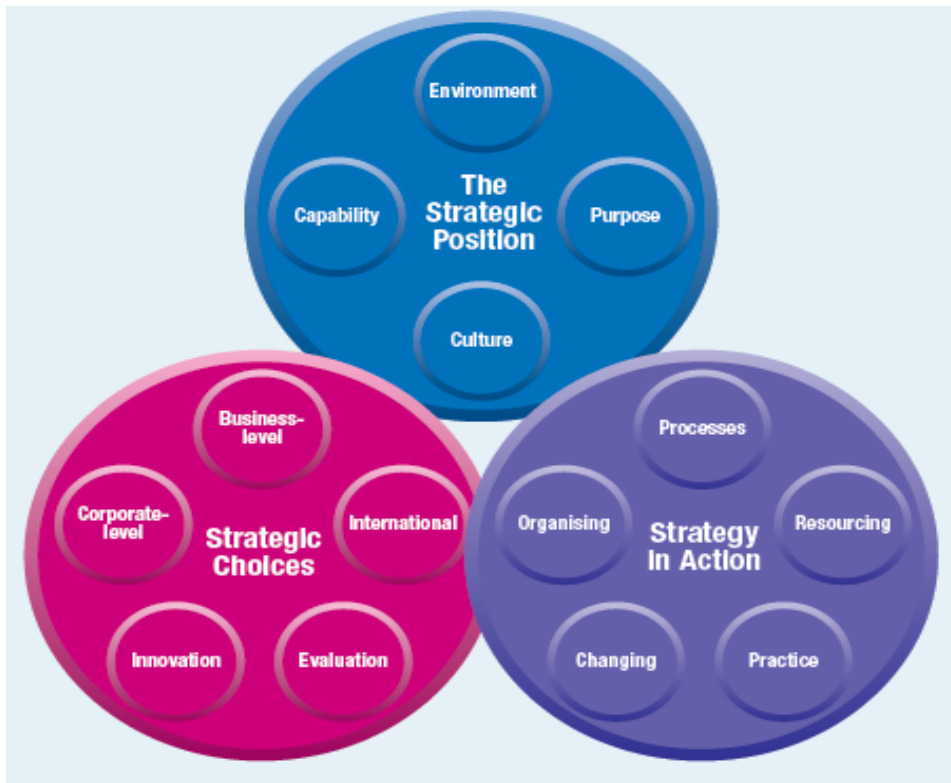 Environment
The
Strategic
Position
Capability
Purpose
Culture
Business-
level
Corporate-
level
International
Strategic
Choices
Innovation
Evaluation
Processes
Organising
Resourcing
Strategy
in Action
Changing
Practice